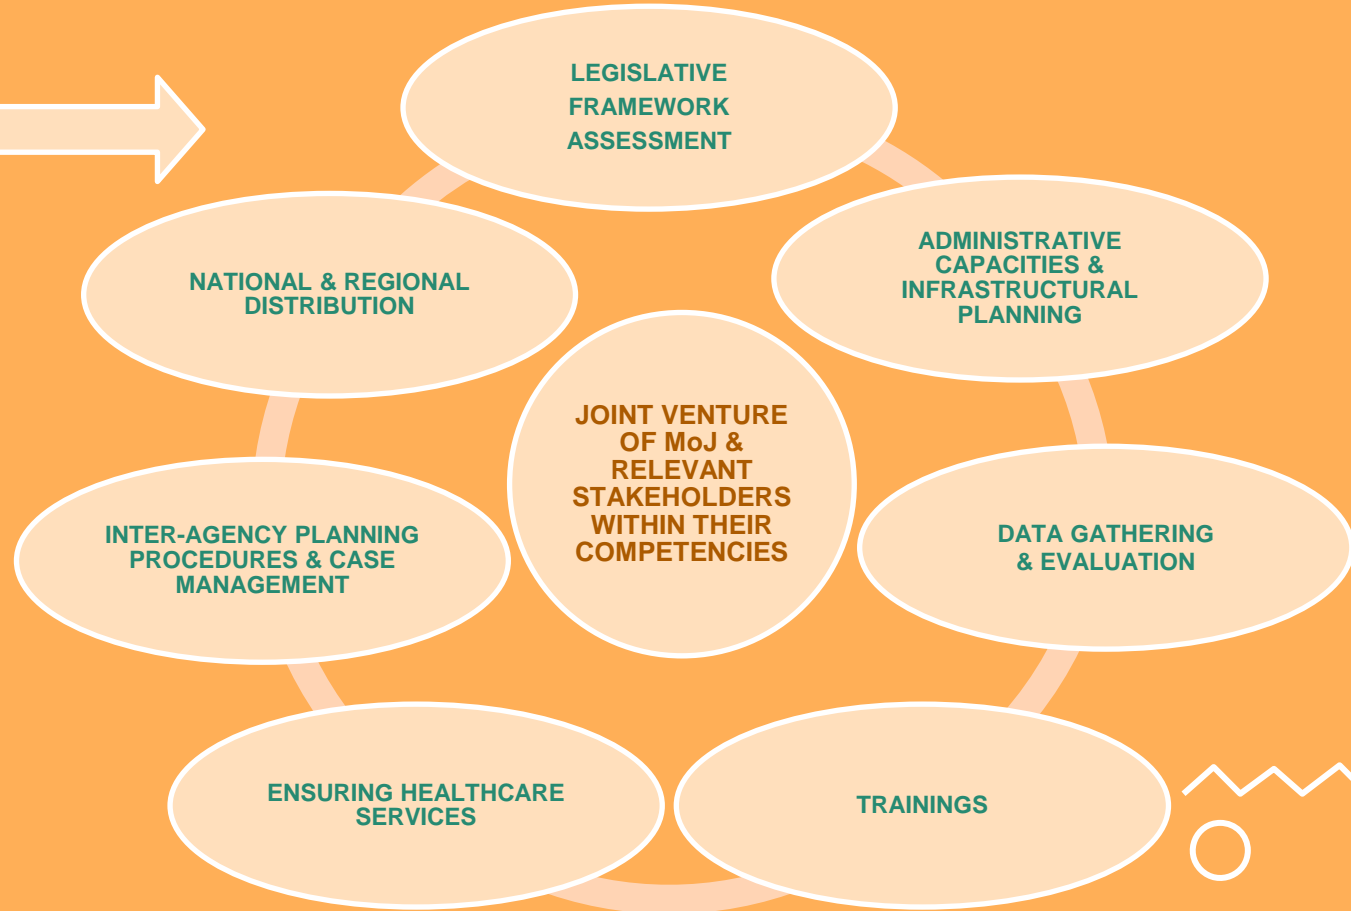 LEGISLATIVE
FRAMEWORK
ASSESSMENT
ADMINISTRATIVE
CAPACITIES &
INFRASTRUCTURAL
PLANNING
DATA GATHERING
& EVALUATION
TRAININGS
ENSURING HEALTHCARE
SERVICES
INTER-AGENCY PLANNING
PROCEDURES & CASE
MANAGEMENT
NATIONAL & REGIONAL
DISTRIBUTION
JOINT VENTURE
OF MoJ &
RELEVANT
STAKEHOLDERS
WITHIN THEIR
COMPETENCIES